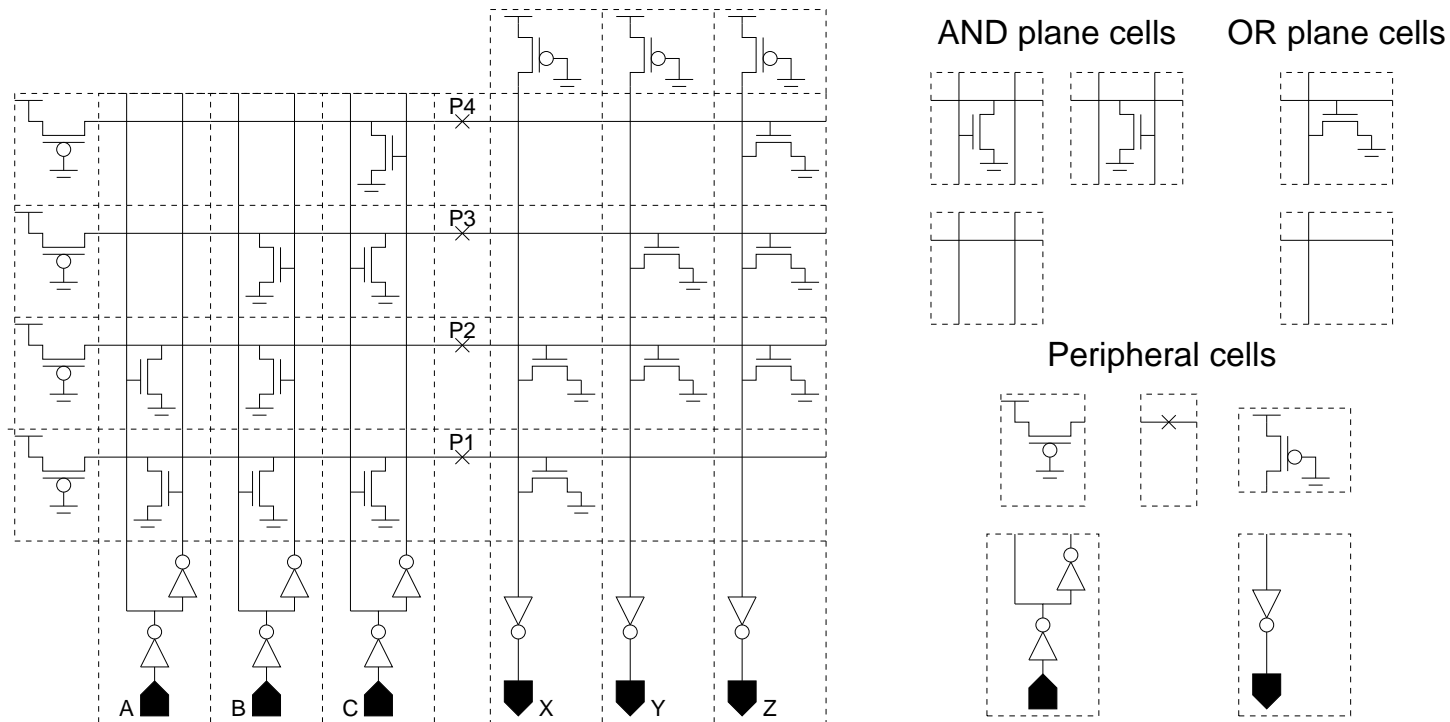 AND plane cells
OR plane cells
P4
P3
P2
P1
Peripheral cells
A
B
C
X
Y
Z